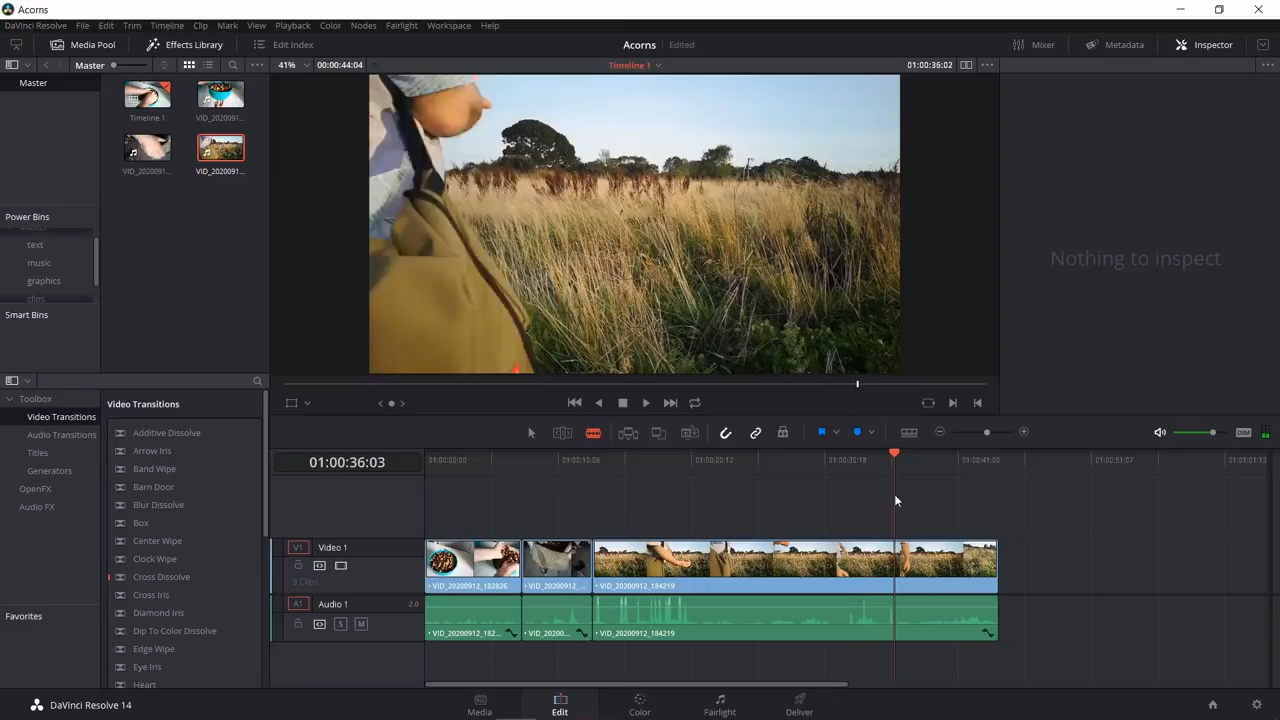 Acorns
DaVinci Resolve File Edit Trim Timeline Clip Mark View Playback Color Nodes Fairlight Workspace Help
Media Pool Effects Library Edit Index Acorns Edited Mixer Metadata Inspector
Master 41% 00:00:44:04 Timeline 1 01:00:36:02
Master
Timeline 1 VID_2020091...
VID_2020091... VID_2020091...
Power Bins
text
music
graphics
clips
Smart Bins
Nothing to inspect
Toolbox
Video Transitions
Audio Transitions
Titles
Generators
OpenFX
Audio FX
Favorites
Video Transitions
Additive Dissolve
Arrow Iris
Band Wipe
Barn Door
Blur Dissolve
Box
Center Wipe
Clock Wipe
Cross Dissolve
Cross Iris
Diamond Iris
Dip To Color Dissolve
Edge Wipe
Eye Iris
Heart
DIM
01:00:36:03 01:00:00:00 01:00:10:06 01:00:20:12 01:00:30:18 01:00:41:00 01:00:51:07 01:01:01:13
V1 Video 1
3 Clips
VID_20200912_182826 VID_20200912_... VID_20200912_184219
A1 Audio 1 2.0
S M
VID_20200912_182... VID_20200... VID_20200912_184219
DaVinci Resolve 14 Media Edit Color Fairlight Deliver